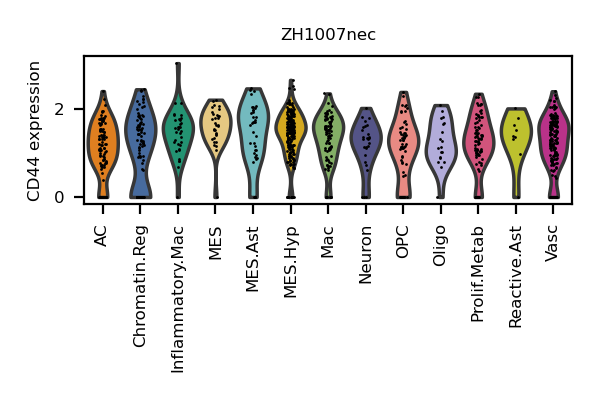 ZH1007nec
CD44 expression
2
0
AC
Chromatin.Reg
Inflammatory.Mac
MES
MES.Ast
MES.Hyp
Mac
Neuron
OPC
Oligo
Prolif.Metab
Reactive.Ast
Vasc